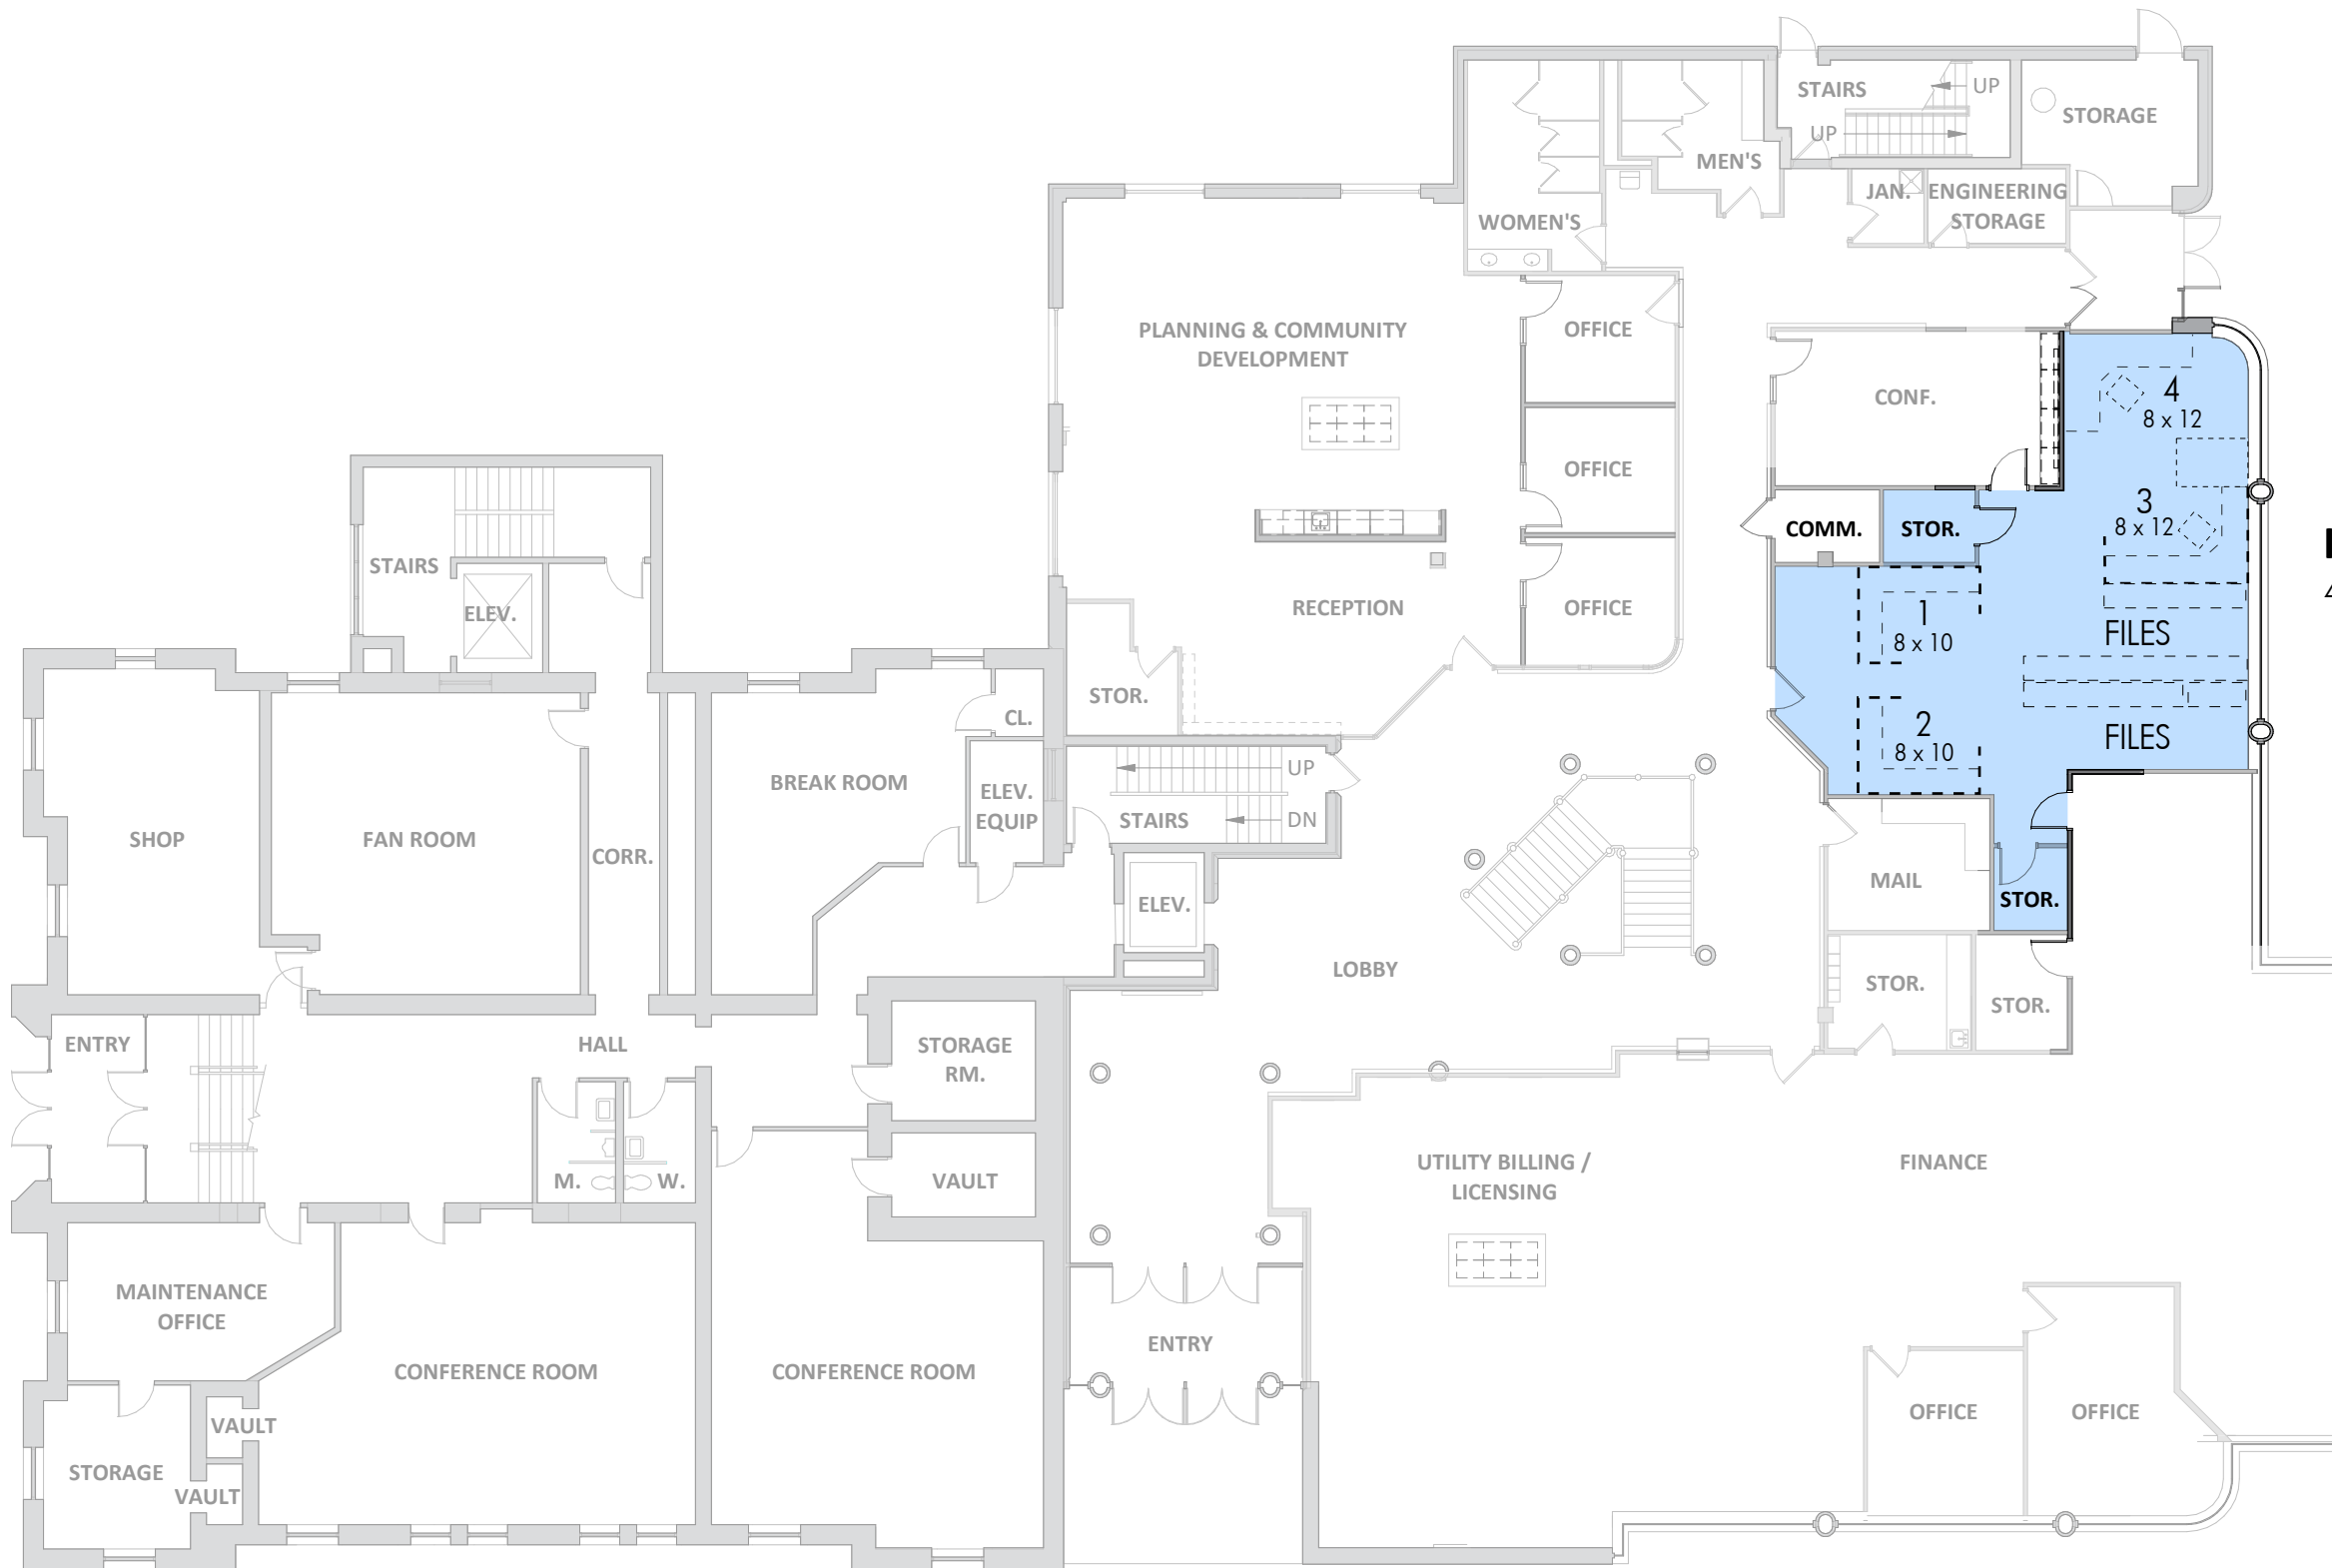 STAIRS
UP
UP
STORAGE
MEN'S
JAN.
ENGINEERING
STORAGE
WOMEN'S
PLANNING & COMMUNITY
DEVELOPMENT
OFFICE
CONF.
4
8 x 12
OFFICE
3
8 x 12
COMM.
STOR.
STAIRS
ELEV.
RECEPTION
OFFICE
1
8 x 10
FILES
STOR.
CL.
2
8 x 10
FILES
BREAK ROOM
ELEV.
EQUIP
UP
STAIRS
DN
SHOP
FAN ROOM
CORR.
MAIL
STOR.
ELEV.
LOBBY
STOR.
STOR.
ENTRY
HALL
STORAGE
RM.
UTILITY BILLING /
LICENSING
FINANCE
M.
W.
VAULT
MAINTENANCE
OFFICE
ENTRY
CONFERENCE ROOM
CONFERENCE ROOM
VAULT
OFFICE
OFFICE
STORAGE
VAULT